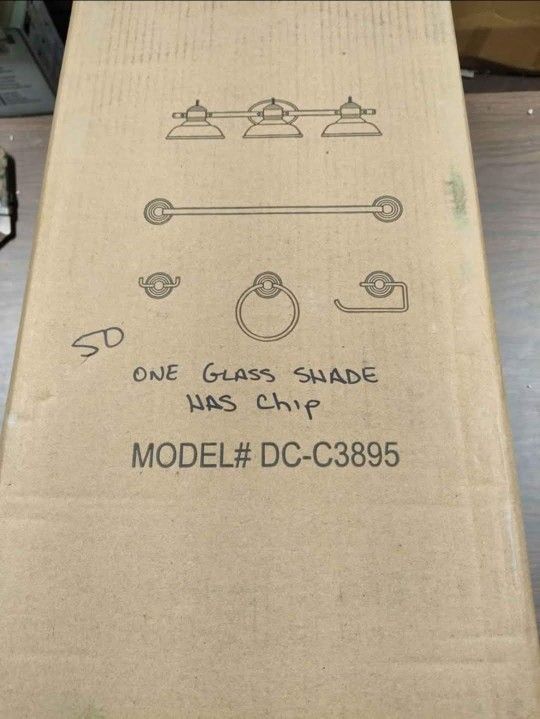 50
ONE GLASS SHADE
HAS Chip
MODEL# DC-C3895